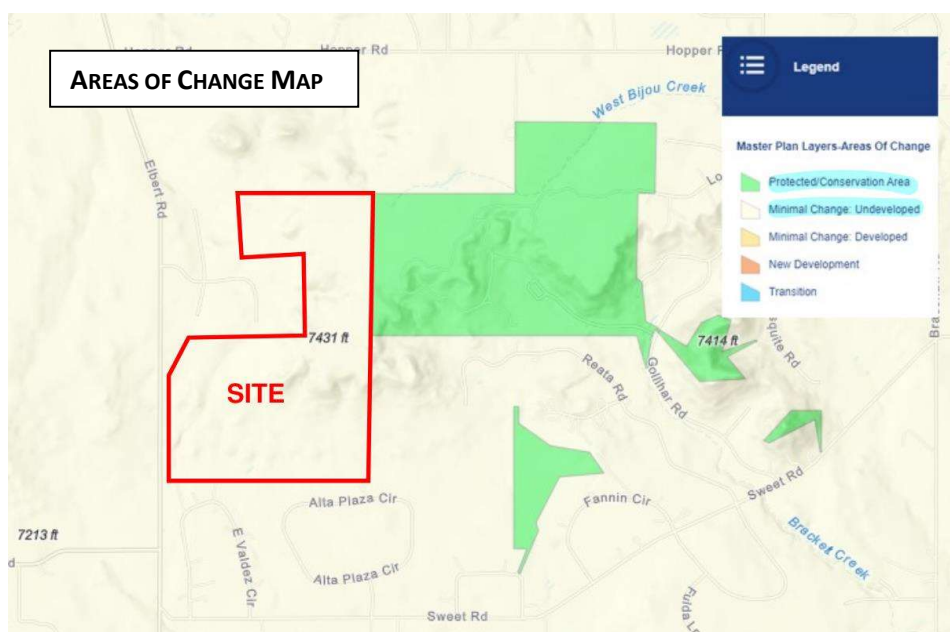 Hopper Rd
Hopper Rd
Hopper
AREAS OF CHANGE MAP
Legend
West Bijou Creek
Master Plan Layers-Areas Of Change
Protected/Conservation Area
Minimal Change: Undeveloped
Minimal Change: Developed
New Development
Transition
Elbert Rd
7431 ft
7414 ft
SITE
Reata Rd
Gollihar Rd
Sweet Rd
Alta Plaza Cir
Fannin Cir
7213 ft
E Valdez Cir
Bracket Creek
Alta Plaza Cir
Sweet Rd